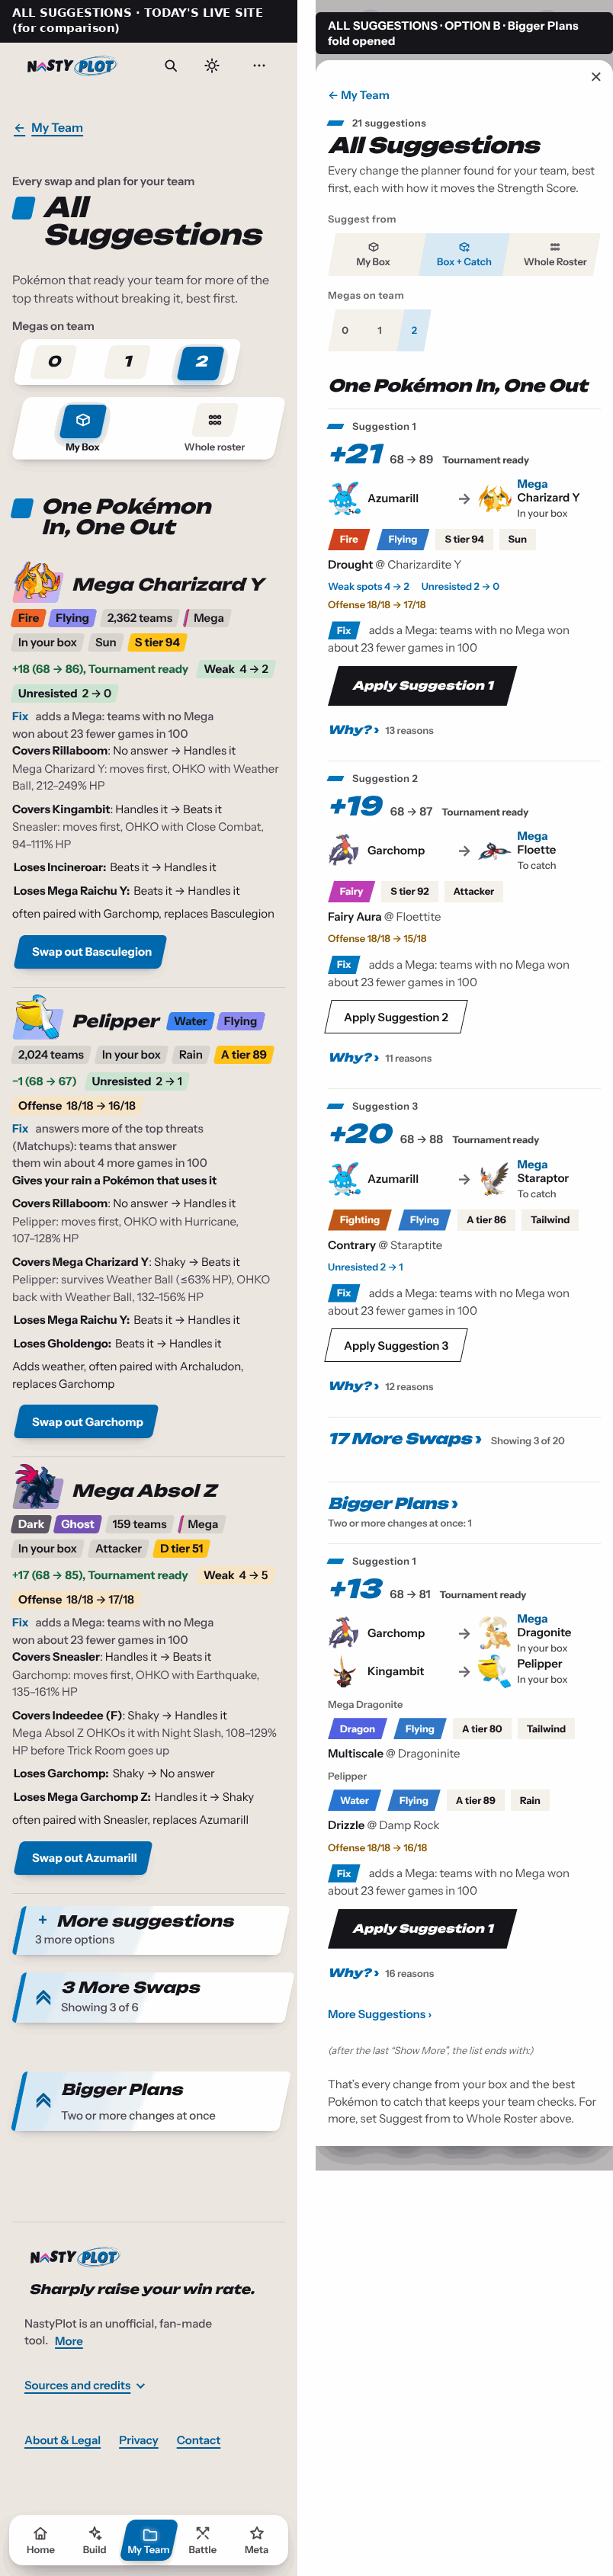 ALL SUGGESTIONS · TODAY'S LIVE SITE
(for comparison)
NASTY PLOT
← My Team
Every swap and plan for your team
All
Suggestions
Pokémon that ready your team for more of the
top threats without breaking it, best first.
Megas on team
0 1 2
My Box Whole roster
One Pokémon
In, One Out
Mega Charizard Y
Fire Flying 2,362 teams Mega
In your box Sun S tier 94
+18 (68 → 86), Tournament ready Weak 4 → 2
Unresisted 2 → 0
Fix adds a Mega: teams with no Mega
won about 23 fewer games in 100
Covers Rillaboom: No answer → Handles it
Mega Charizard Y: moves first, OHKO with Weather
Ball, 212–249% HP
Covers Kingambit: Handles it → Beats it
Sneasler: moves first, OHKO with Close Combat,
94–111% HP
Loses Incineroar: Beats it → Handles it
Loses Mega Raichu Y: Beats it → Handles it
often paired with Garchomp, replaces Basculegion
Swap out Basculegion
Pelipper Water Flying
2,024 teams In your box Rain A tier 89
−1 (68 → 67) Unresisted 2 → 1
Offense 18/18 → 16/18
Fix answers more of the top threats
(Matchups): teams that answer
them win about 4 more games in 100
Gives your rain a Pokémon that uses it
Covers Rillaboom: No answer → Handles it
Pelipper: moves first, OHKO with Hurricane,
107–128% HP
Covers Mega Charizard Y: Shaky → Beats it
Pelipper: survives Weather Ball (≤63% HP), OHKO
back with Weather Ball, 132–156% HP
Loses Mega Raichu Y: Beats it → Handles it
Loses Gholdengo: Beats it → Handles it
Adds weather, often paired with Archaludon,
replaces Garchomp
Swap out Garchomp
Mega Absol Z
Dark Ghost 159 teams Mega
In your box Attacker D tier 51
+17 (68 → 85), Tournament ready Weak 4 → 5
Offense 18/18 → 17/18
Fix adds a Mega: teams with no Mega
won about 23 fewer games in 100
Covers Sneasler: Handles it → Beats it
Garchomp: moves first, OHKO with Earthquake,
135–161% HP
Covers Indeedee (F): Shaky → Handles it
Mega Absol Z OHKOs it with Night Slash, 108–129%
HP before Trick Room goes up
Loses Garchomp: Shaky → No answer
Loses Mega Garchomp Z: Handles it → Shaky
often paired with Sneasler, replaces Azumarill
Swap out Azumarill
+ More suggestions
3 more options
3 More Swaps
Showing 3 of 6
Bigger Plans
Two or more changes at once
NASTY PLOT
Sharply raise your win rate.
NastyPlot is an unofficial, fan-made
tool. More
Sources and credits
About & Legal Privacy Contact
Home Build My Team Battle Meta
ALL SUGGESTIONS · OPTION B · Bigger Plans
fold opened
← My Team
21 suggestions
All Suggestions
Every change the planner found for your team, best
first, each with how it moves the Strength Score.
Suggest from
My Box Box + Catch Whole Roster
Megas on team
0 1 2
One Pokémon In, One Out
Suggestion 1
+21 68 → 89 Tournament ready
Azumarill → Mega
Charizard Y
In your box
Fire Flying S tier 94 Sun
Drought @ Charizardite Y
Weak spots 4 → 2 Unresisted 2 → 0
Offense 18/18 → 17/18
Fix adds a Mega: teams with no Mega won
about 23 fewer games in 100
Apply Suggestion 1
Why? › 13 reasons
Suggestion 2
+19 68 → 87 Tournament ready
Garchomp → Mega
Floette
To catch
Fairy S tier 92 Attacker
Fairy Aura @ Floettite
Offense 18/18 → 15/18
Fix adds a Mega: teams with no Mega won
about 23 fewer games in 100
Apply Suggestion 2
Why? › 11 reasons
Suggestion 3
+20 68 → 88 Tournament ready
Azumarill → Mega
Staraptor
To catch
Fighting Flying A tier 86 Tailwind
Contrary @ Staraptite
Unresisted 2 → 1
Fix adds a Mega: teams with no Mega won
about 23 fewer games in 100
Apply Suggestion 3
Why? › 12 reasons
17 More Swaps › Showing 3 of 20
Bigger Plans ›
Two or more changes at once: 1
Suggestion 1
+13 68 → 81 Tournament ready
Garchomp → Mega
Dragonite
In your box
Kingambit → Pelipper
In your box
Mega Dragonite
Dragon Flying A tier 80 Tailwind
Multiscale @ Dragoninite
Pelipper
Water Flying A tier 89 Rain
Drizzle @ Damp Rock
Offense 18/18 → 16/18
Fix adds a Mega: teams with no Mega won
about 23 fewer games in 100
Apply Suggestion 1
Why? › 16 reasons
More Suggestions ›
(after the last “Show More”, the list ends with:)
That’s every change from your box and the best
Pokémon to catch that keeps your team checks. For
more, set Suggest from to Whole Roster above.